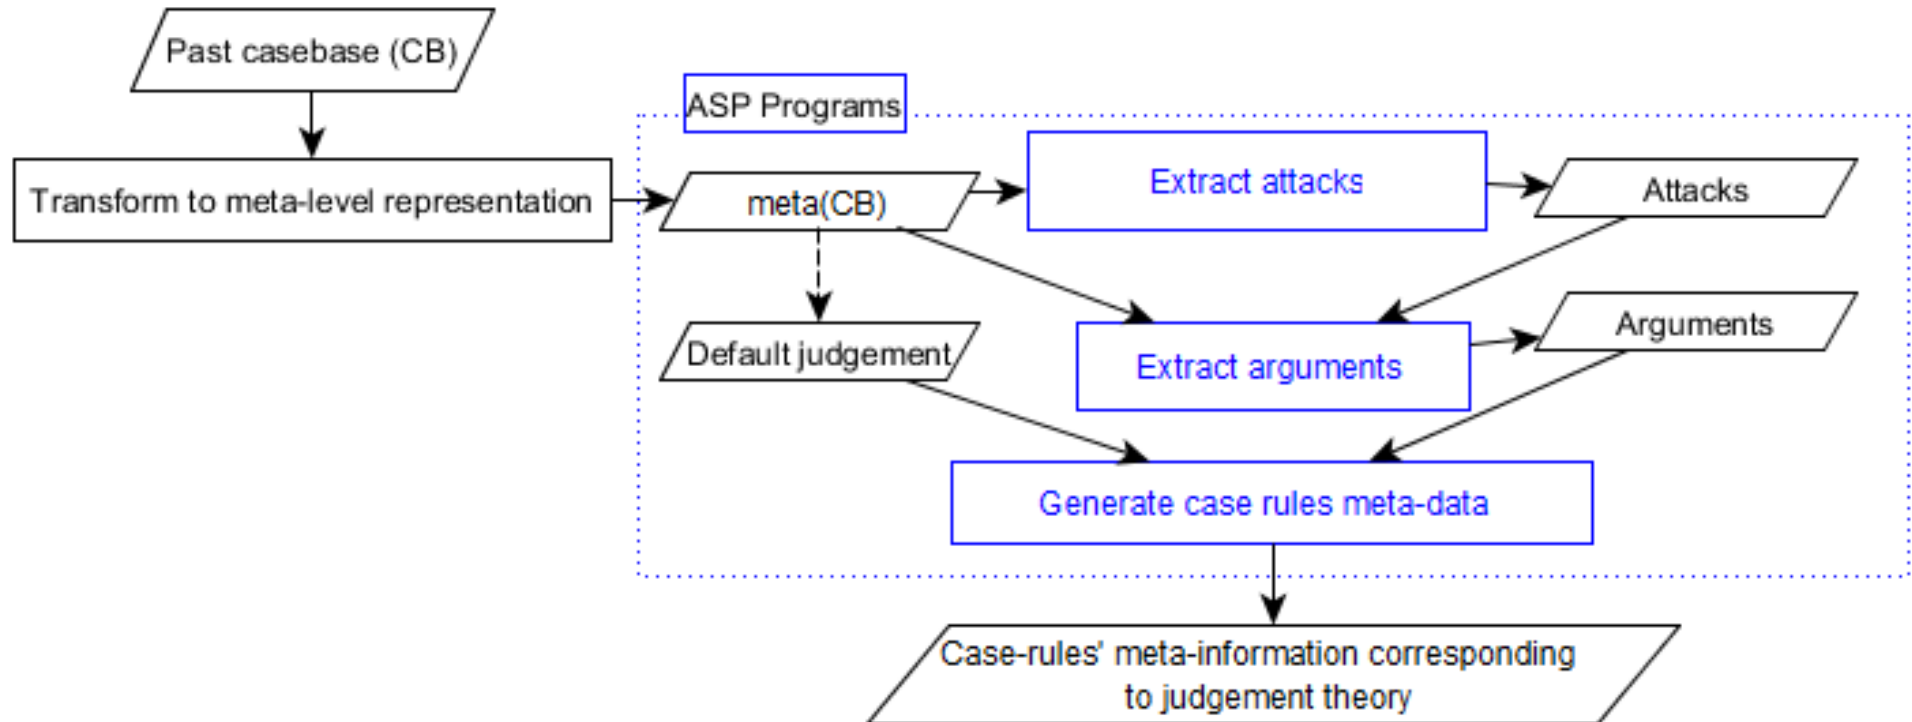 Past casebase (CB)
ASP Programs
Transform to meta-level representation
meta(CB)
Extract attacks
Attacks
Default judgement
Extract arguments
Arguments
Generate case rules meta-data
Case-rules' meta-information corresponding
to judgement theory